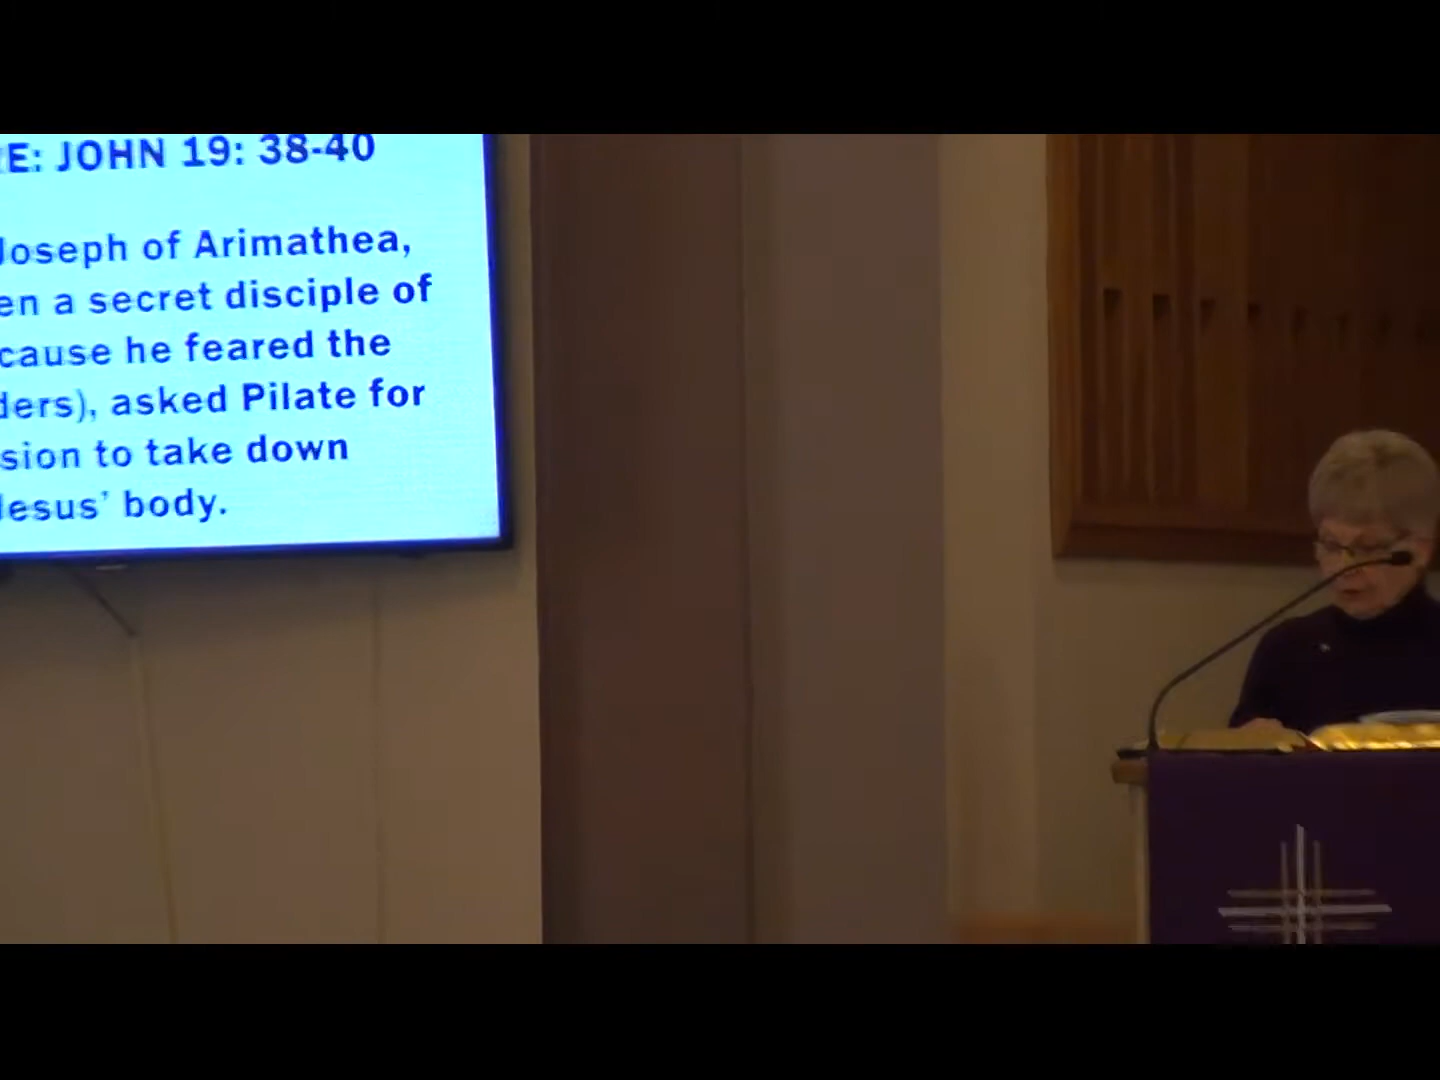 E: JOHN 19: 38-40
Joseph of Arimathea,
en a secret disciple of
cause he feared the
ders), asked Pilate for
sion to take down
Jesus’ body.